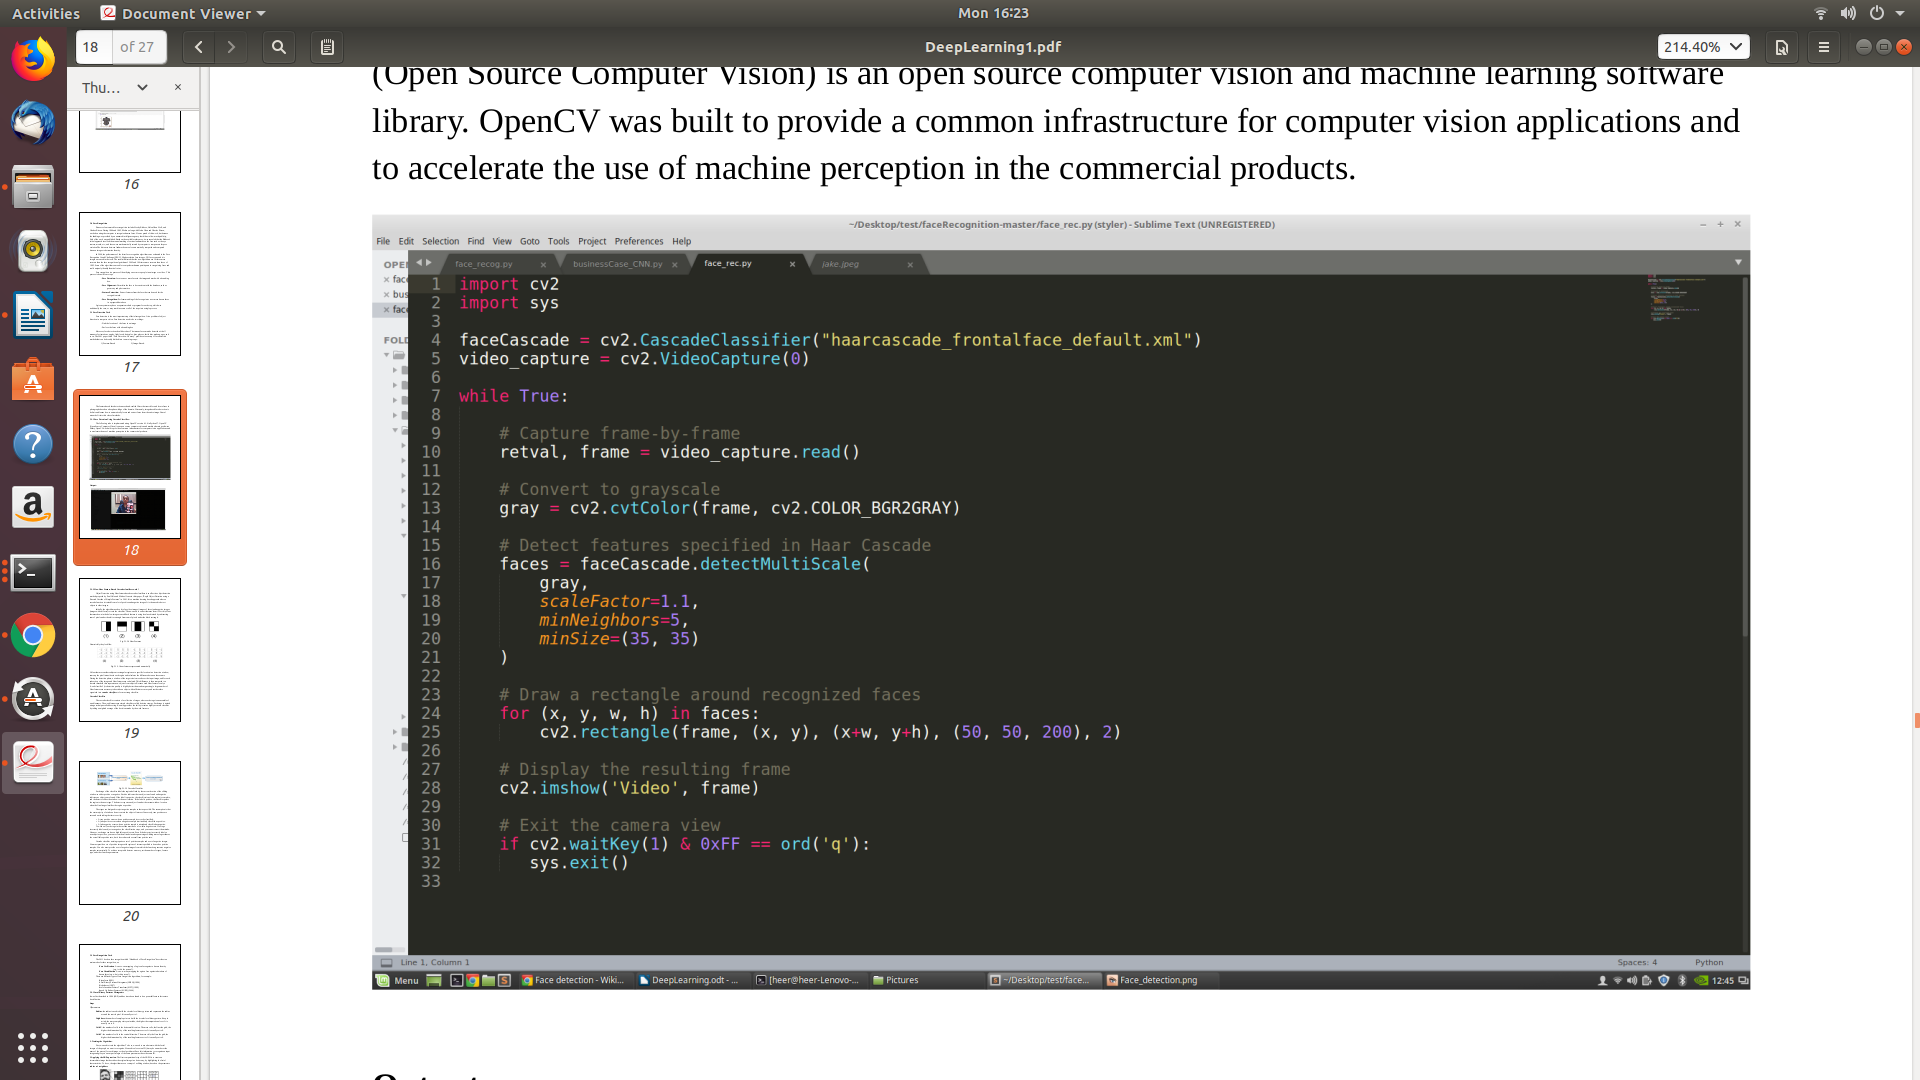 Activities
Document Viewer
Mon 16:23
18
of 27
DeepLearning1.pdf
214.40%
Thu...
16
17
18
19
20
(Open Source Computer Vision) is an open source computer vision and machine learning software
library. OpenCV was built to provide a common infrastructure for computer vision applications and
to accelerate the use of machine perception in the commercial products.
~/Desktop/test/faceRecognition-master/face_rec.py (styler) - Sublime Text (UNREGISTERED)
File Edit Selection Find View Goto Tools Project Preferences Help
OPE
face
bus
face
FOLD
face_recog.py
businessCase_CNN.py
face_rec.py
jake.jpeg
1 import cv2
2 import sys
3
4 faceCascade = cv2.CascadeClassifier("haarcascade_frontalface_default.xml")
5 video_capture = cv2.VideoCapture(0)
6
7 while True:
8
9     # Capture frame-by-frame
10     retval, frame = video_capture.read()
11
12     # Convert to grayscale
13     gray = cv2.cvtColor(frame, cv2.COLOR_BGR2GRAY)
14
15     # Detect features specified in Haar Cascade
16     faces = faceCascade.detectMultiScale(
17         gray,
18         scaleFactor=1.1,
19         minNeighbors=5,
20         minSize=(35, 35)
21     )
22
23     # Draw a rectangle around recognized faces
24     for (x, y, w, h) in faces:
25         cv2.rectangle(frame, (x, y), (x+w, y+h), (50, 50, 200), 2)
26
27     # Display the resulting frame
28     cv2.imshow('Video', frame)
29
30     # Exit the camera view
31     if cv2.waitKey(1) & 0xFF == ord('q'):
32        sys.exit()
33
Line 1, Column 1
Spaces: 4
Python
Menu
Face detection - Wiki...
DeepLearning.odt - ...
[heer@heer-Lenovo-...
Pictures
~/Desktop/test/face...
Face_detection.png
12:45